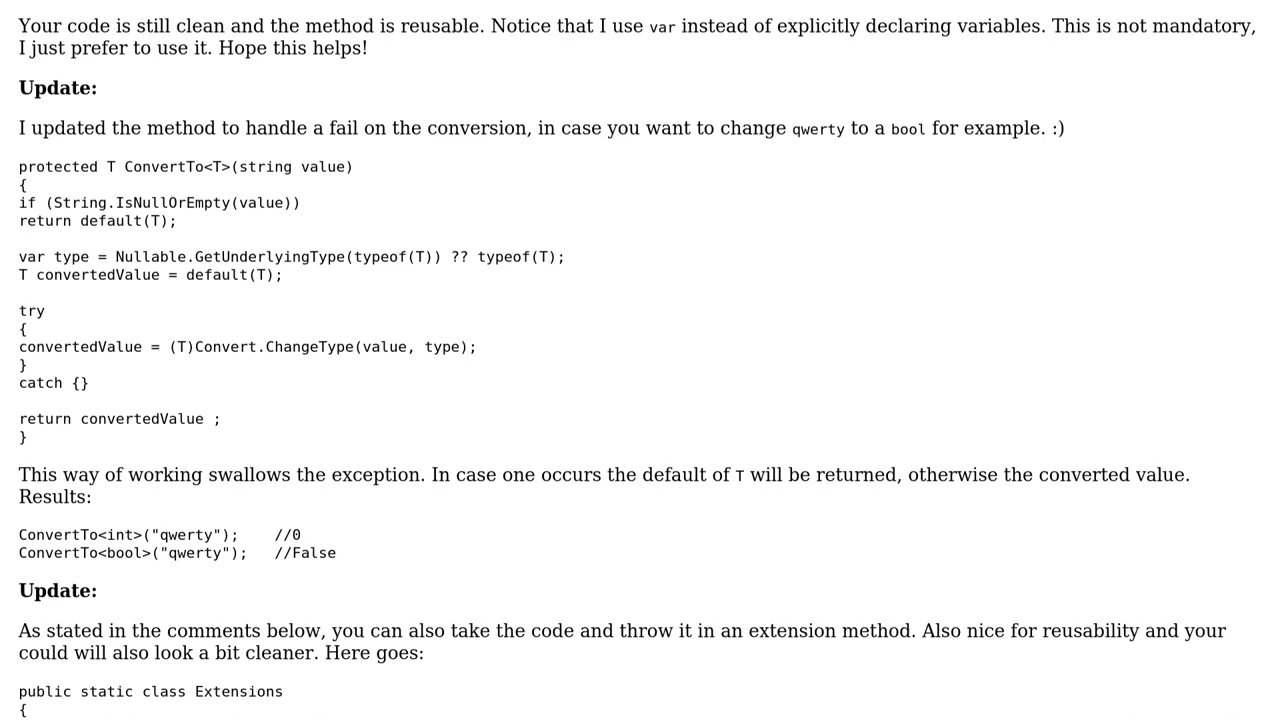 Your code is still clean and the method is reusable. Notice that I use var instead of explicitly declaring variables. This is not mandatory,
I just prefer to use it. Hope this helps!
Update:
I updated the method to handle a fail on the conversion, in case you want to change qwerty to a bool for example. :)
protected T ConvertTo<T>(string value)
{
if (String.IsNullOrEmpty(value))
return default(T);
var type = Nullable.GetUnderlyingType(typeof(T)) ?? typeof(T);
T convertedValue = default(T);
try
{
convertedValue = (T)Convert.ChangeType(value, type);
}
catch {}
return convertedValue ;
}
This way of working swallows the exception. In case one occurs the default of T will be returned, otherwise the converted value.
Results:
ConvertTo<int>("qwerty");    //0
ConvertTo<bool>("qwerty");   //False
Update:
As stated in the comments below, you can also take the code and throw it in an extension method. Also nice for reusability and your
could will also look a bit cleaner. Here goes:
public static class Extensions
{